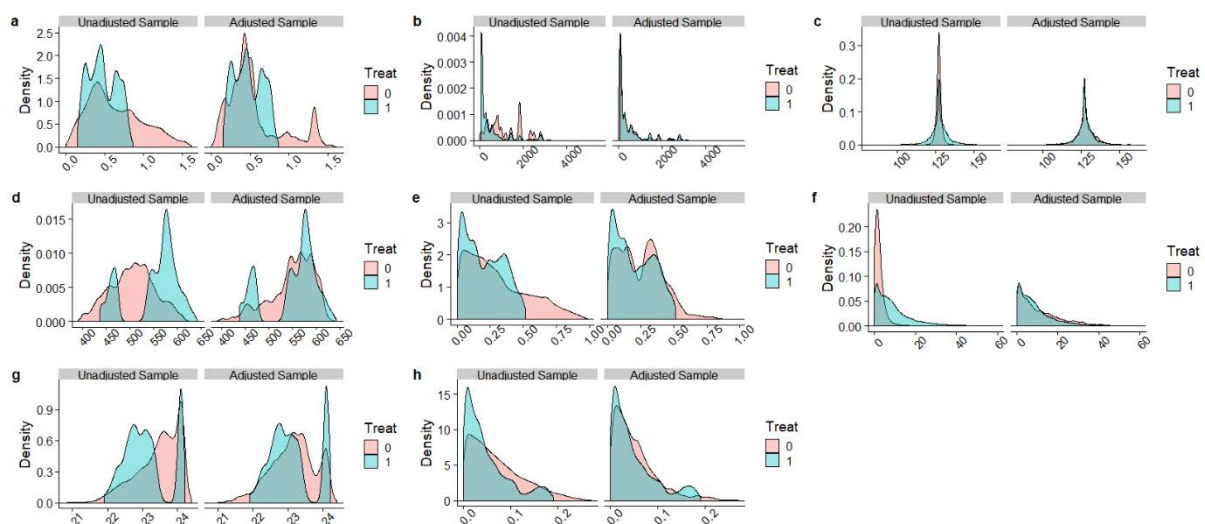 a Unadjusted Sample Adjusted Sample
Density
2.5
2.0
1.5
1.0
0.5
0.0
0.0 0.5 1.0 1.5 0.0 0.5 1.0 1.5
Treat
0
1
b Unadjusted Sample Adjusted Sample
Density
0.004
0.003
0.002
0.001
0.000
0 2000 4000 0 2000 4000
Treat
0
1
c Unadjusted Sample Adjusted Sample
Density
0.3
0.2
0.1
0.0
100 125 150 100 125 150
Treat
0
1
d Unadjusted Sample Adjusted Sample
Density
0.015
0.010
0.005
0.000
400 450 500 550 600 650 400 450 500 550 600 650
Treat
0
1
e Unadjusted Sample Adjusted Sample
Density
3
2
1
0
0.00 0.25 0.50 0.75 1.00 0.00 0.25 0.50 0.75 1.00
Treat
0
1
f Unadjusted Sample Adjusted Sample
Density
0.20
0.15
0.10
0.05
0.00
0 20 40 60 0 20 40 60
Treat
0
1
g Unadjusted Sample Adjusted Sample
Density
0.9
0.6
0.3
0.0
21 22 23 24 21 22 23 24
Treat
0
1
h Unadjusted Sample Adjusted Sample
Density
15
10
5
0
0.0 0.1 0.2 0.0 0.1 0.2
Treat
0
1